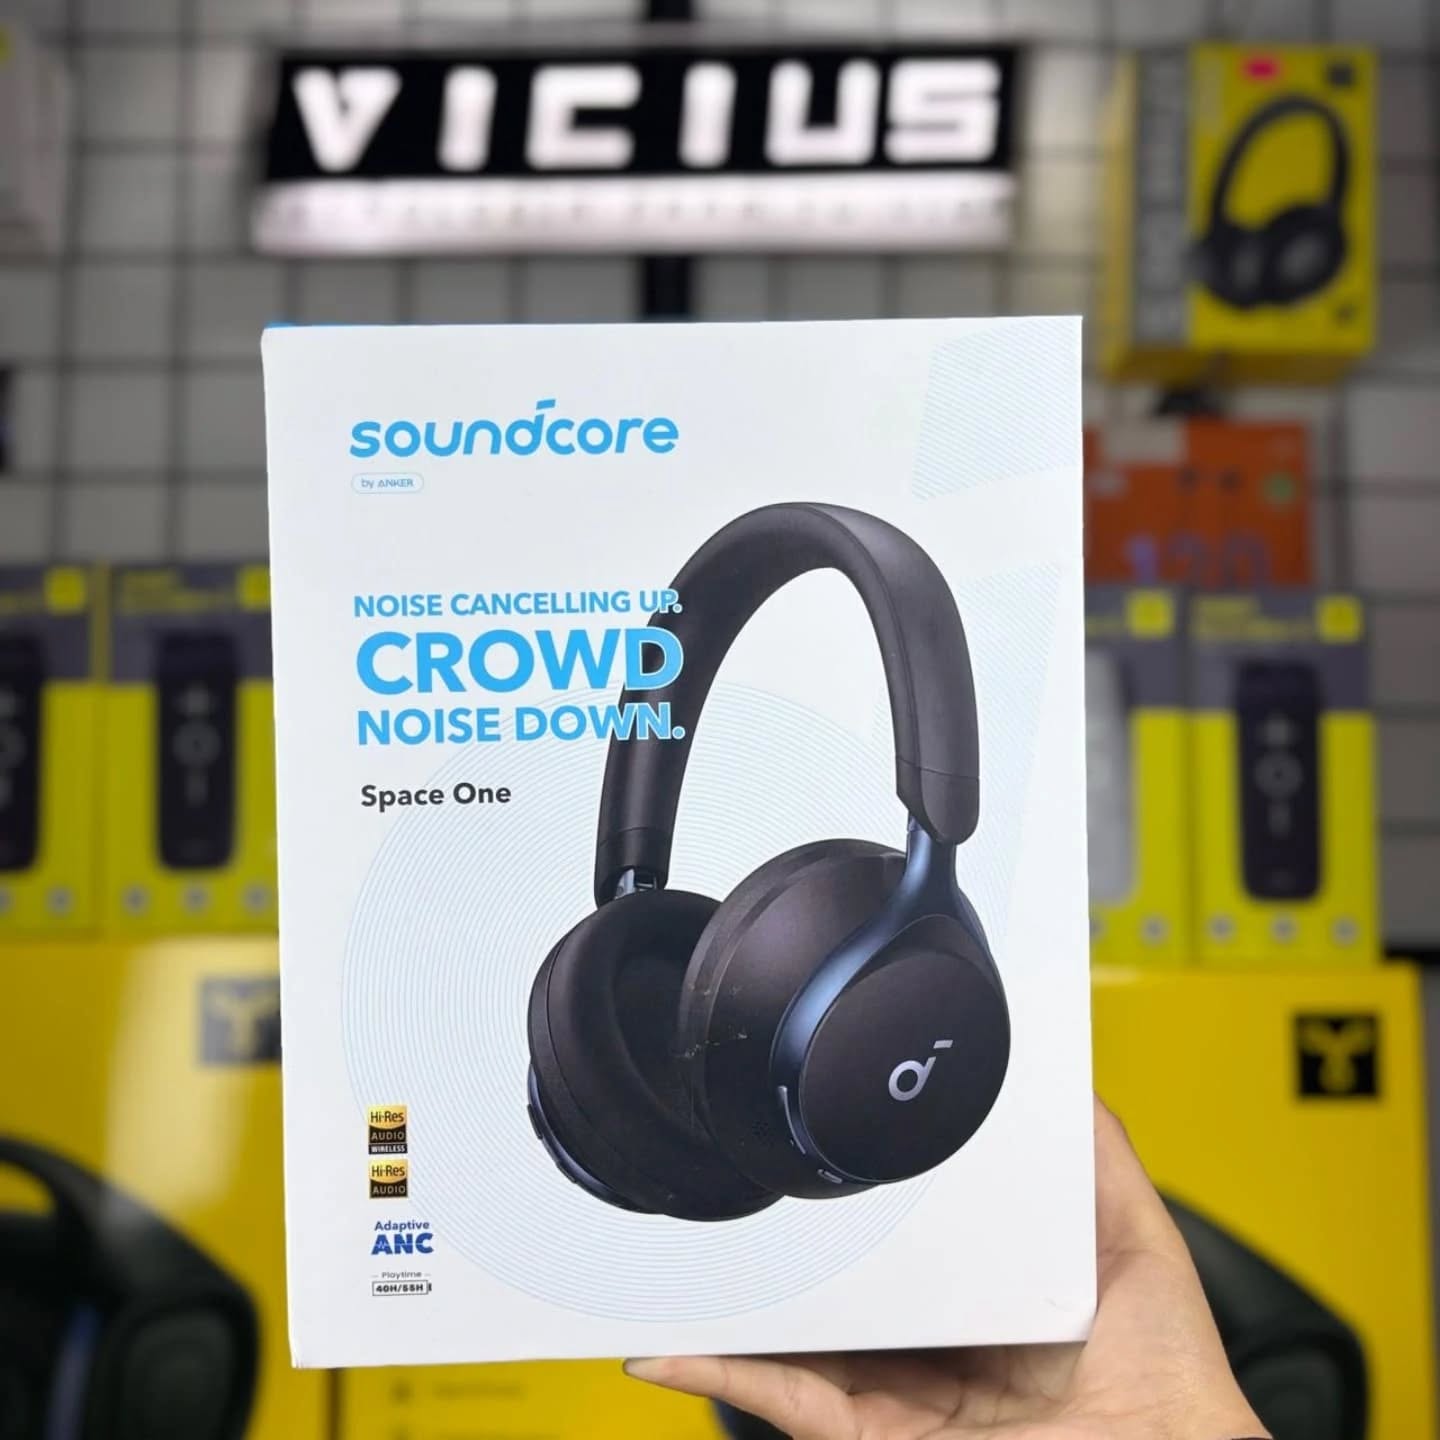 VICIUS
soundcore
by ANKER
NOISE CANCELLING UP.
CROWD
NOISE DOWN.
Space One
Hi-Res
AUDIO
WIRELESS
Hi-Res
AUDIO
Adaptive
ANC
Playtime
40H/55H